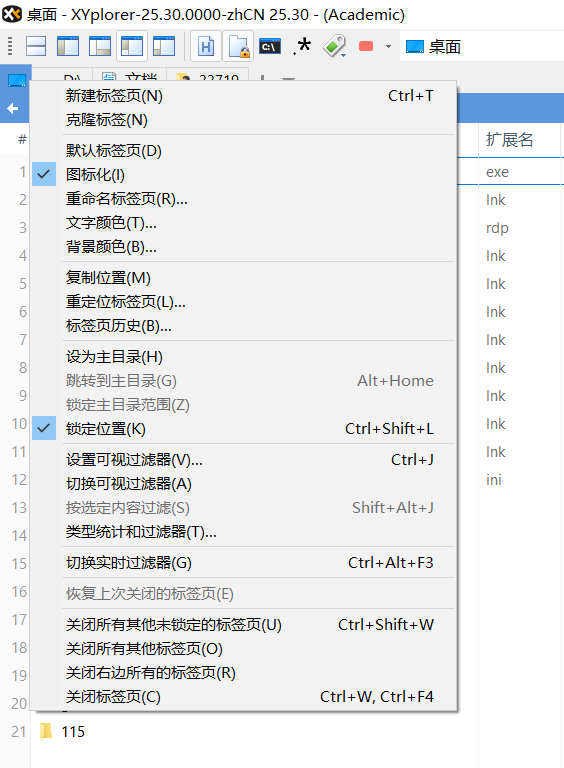 桌面 - XYplorer-25.30.0000-zhCN 25.30 - (Academic)
桌面
新建标签页(N) Ctrl+T
克隆标签(N)
默认标签页(D)
图标化(I)
重命名标签页(R)...
文字颜色(T)...
背景颜色(B)...
复制位置(M)
重定位标签页(L)...
标签页历史(B)...
设为主目录(H)
跳转到主目录(G) Alt+Home
锁定主目录范围(Z)
锁定位置(K) Ctrl+Shift+L
设置可视过滤器(V)... Ctrl+J
切换可视过滤器(A)
按选定内容过滤(S) Shift+Alt+J
类型统计和过滤器(T)...
切换实时过滤器(G) Ctrl+Alt+F3
恢复上次关闭的标签页(E)
关闭所有其他未锁定的标签页(U) Ctrl+Shift+W
关闭所有其他标签页(O)
关闭右边所有的标签页(R)
关闭标签页(C) Ctrl+W, Ctrl+F4
# 扩展名
1 exe
2 lnk
3 rdp
4 lnk
5 lnk
6 lnk
7 lnk
8 lnk
9 lnk
10 lnk
11 lnk
12 ini
13
14
15
16
17
18
19
20
21 115